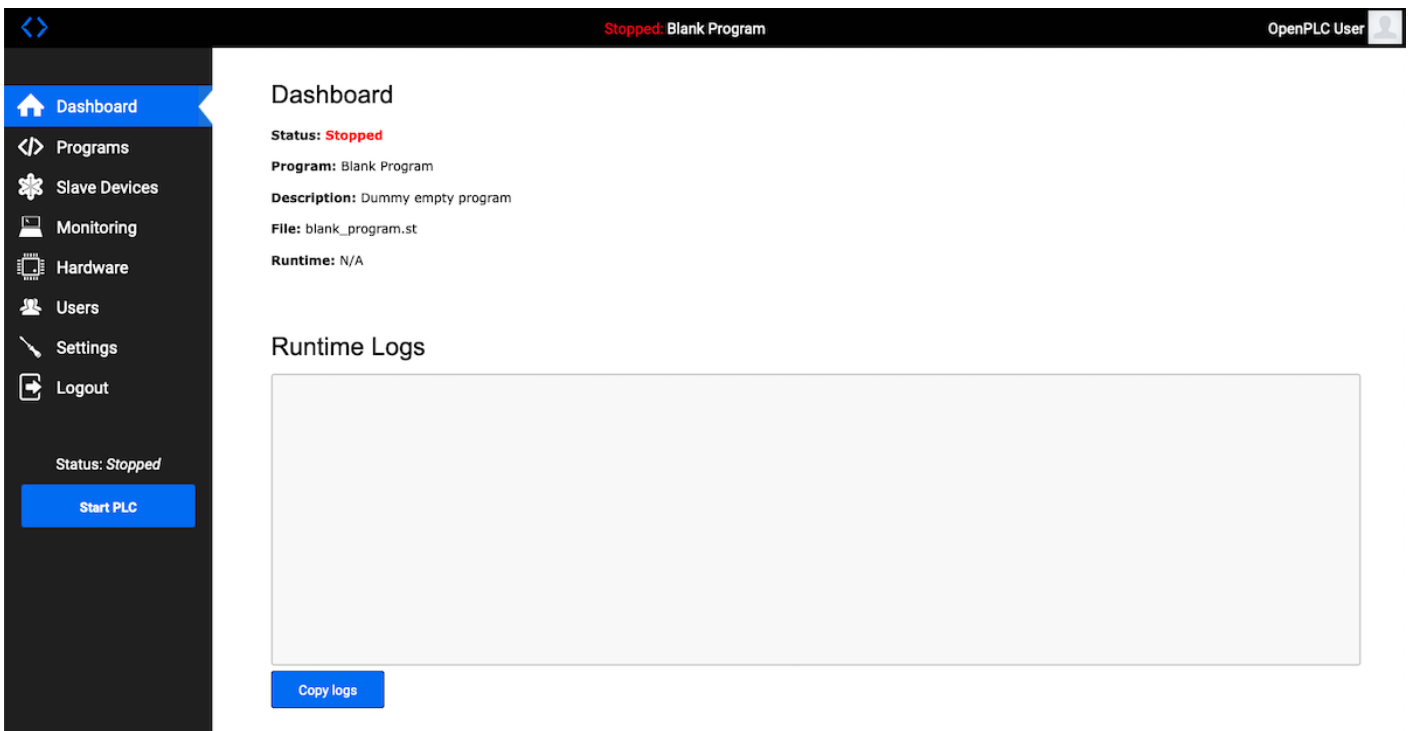 Stopped: Blank Program
OpenPLC User
Dashboard
Programs
Slave Devices
Monitoring
Hardware
Users
Settings
Logout
Status: Stopped
Start PLC
Dashboard
Status: Stopped
Program: Blank Program
Description: Dummy empty program
File: blank_program.st
Runtime: N/A
Runtime Logs
Copy logs